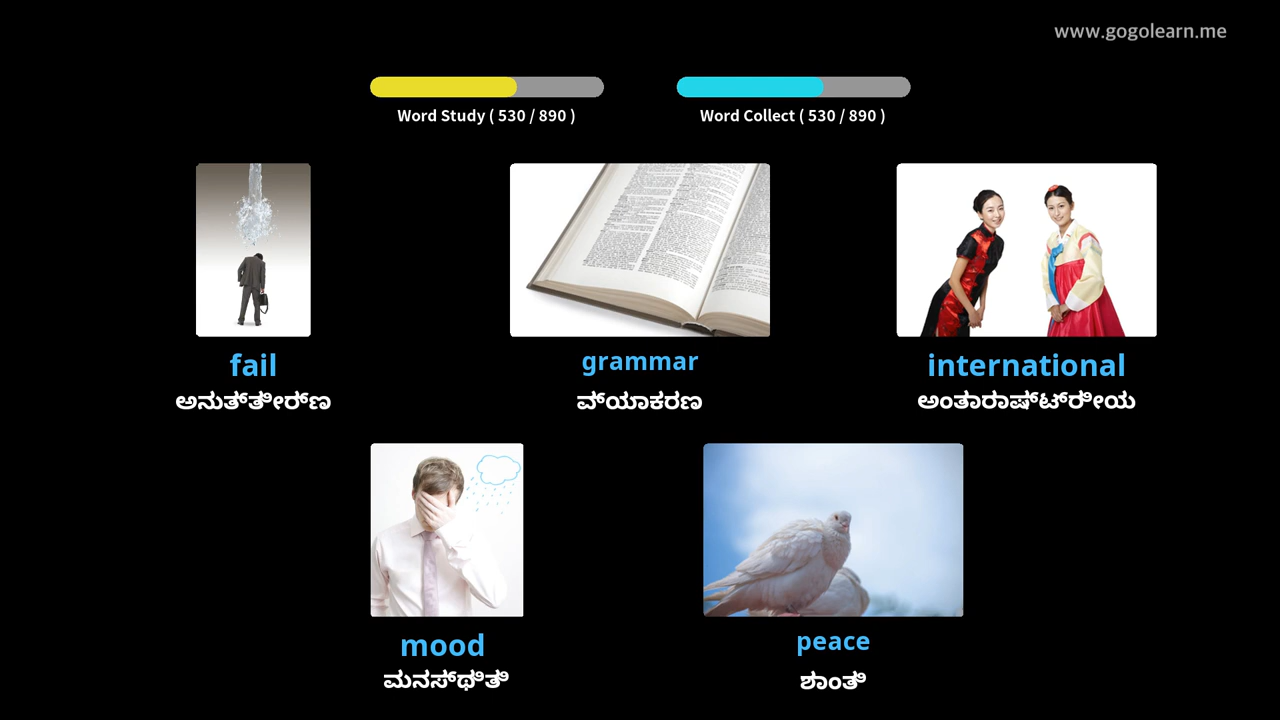 www.gogolearn.me
Word Study ( 530 / 890 )
Word Collect ( 530 / 890 )
fail
ಅನುತ್ತೀರ್ಣ
grammar
ವ್ಯಾಕರಣ
international
ಅಂತಾರಾಷ್ಟ್ರೀಯ
mood
ಮನಸ್ಥಿತಿ
peace
ಶಾಂತಿ